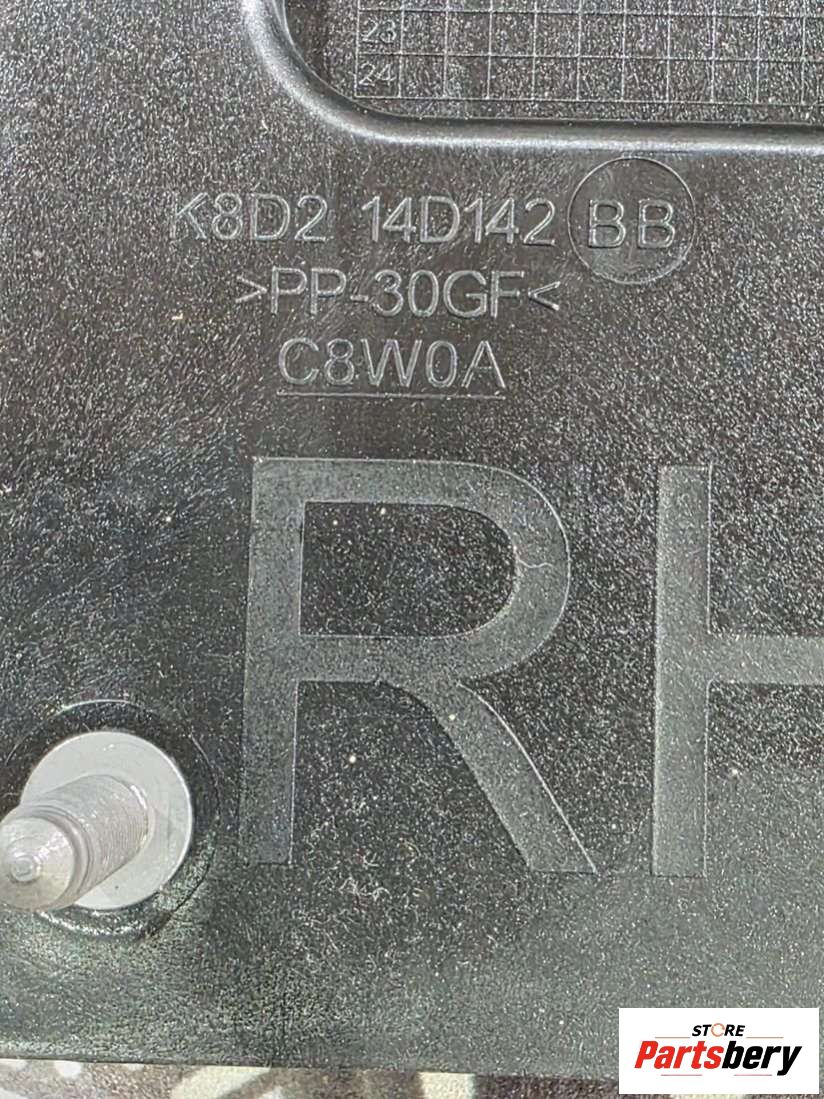 23
24
K8D2 14D142 BB
>PP-30GF<
C8W0A
RH
STORE
Partsbery